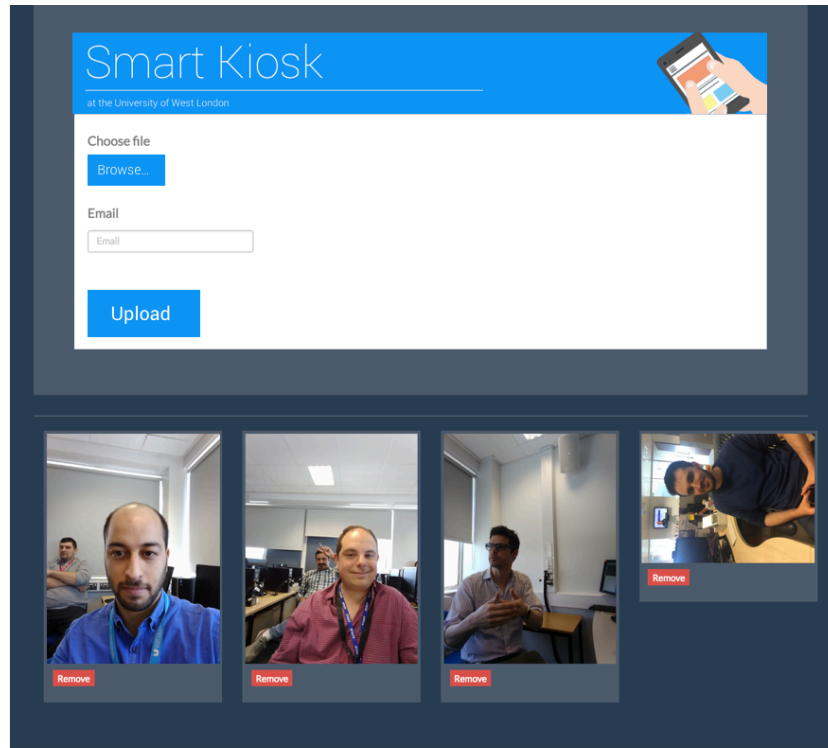 Smart Kiosk
at the University of West London
Choose file
Browse...
Email
Email
Upload
Remove
Remove
Remove
Remove